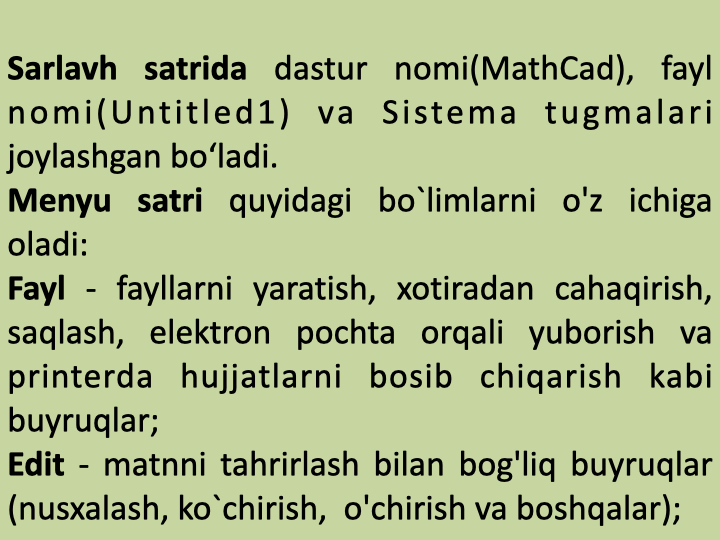 Sarlavh satrida dastur nomi(MathCad), fayl
nomi(Untitled1) va Sistema tugmalari
joylashgan bo‘ladi.
Menyu satri quyidagi bo`limlarni o'z ichiga
oladi:
Fayl - fayllarni yaratish, xotiradan cahaqirish,
saqlash, elektron pochta orqali yuborish va
printerda hujjatlarni bosib chiqarish kabi
buyruqlar;
Edit - matnni tahrirlash bilan bog'liq buyruqlar
(nusxalash, ko`chirish,  o'chirish va boshqalar);